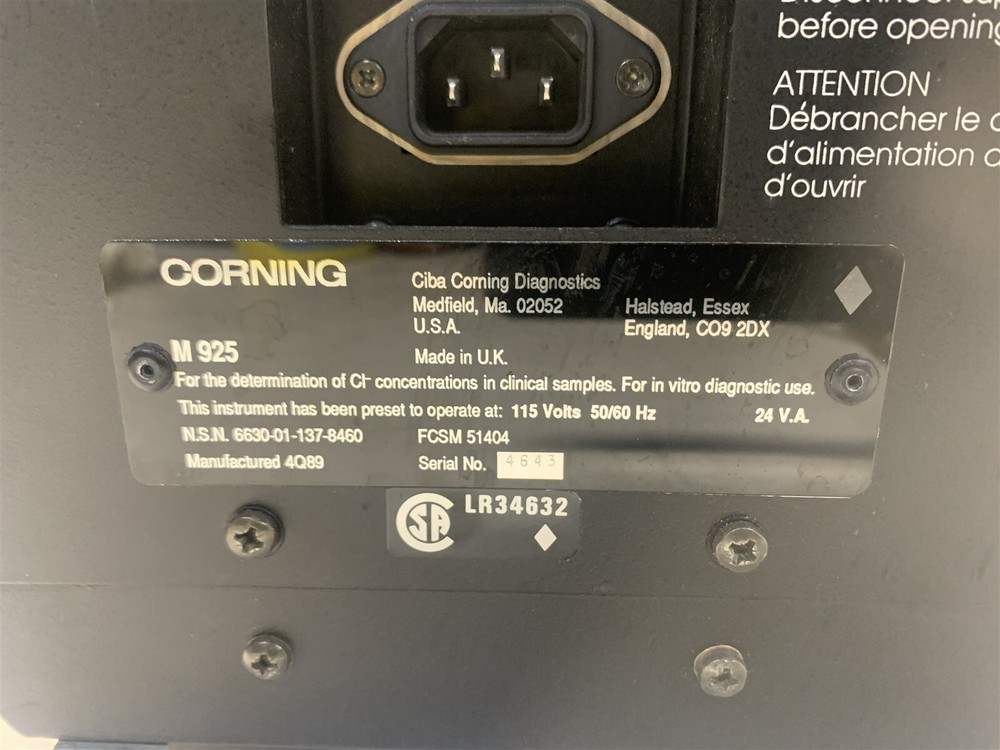 before opening
ATTENTION
Débrancher le
d'alimentation
d'ouvrir
CORNING
Ciba Corning Diagnostics
Medfield, Ma. 02052 Halstead, Essex
U.S.A. England, CO9 2DX
M 925 Made in U.K.
For the determination of Cl⁻ concentrations in clinical samples. For in vitro diagnostic use.
This instrument has been preset to operate at: 115 Volts 50/60 Hz 24 V.A.
N.S.N. 6630-01-137-8460 FCSM 51404
Manufactured 4Q89 Serial No. 4643
CSA LR34632